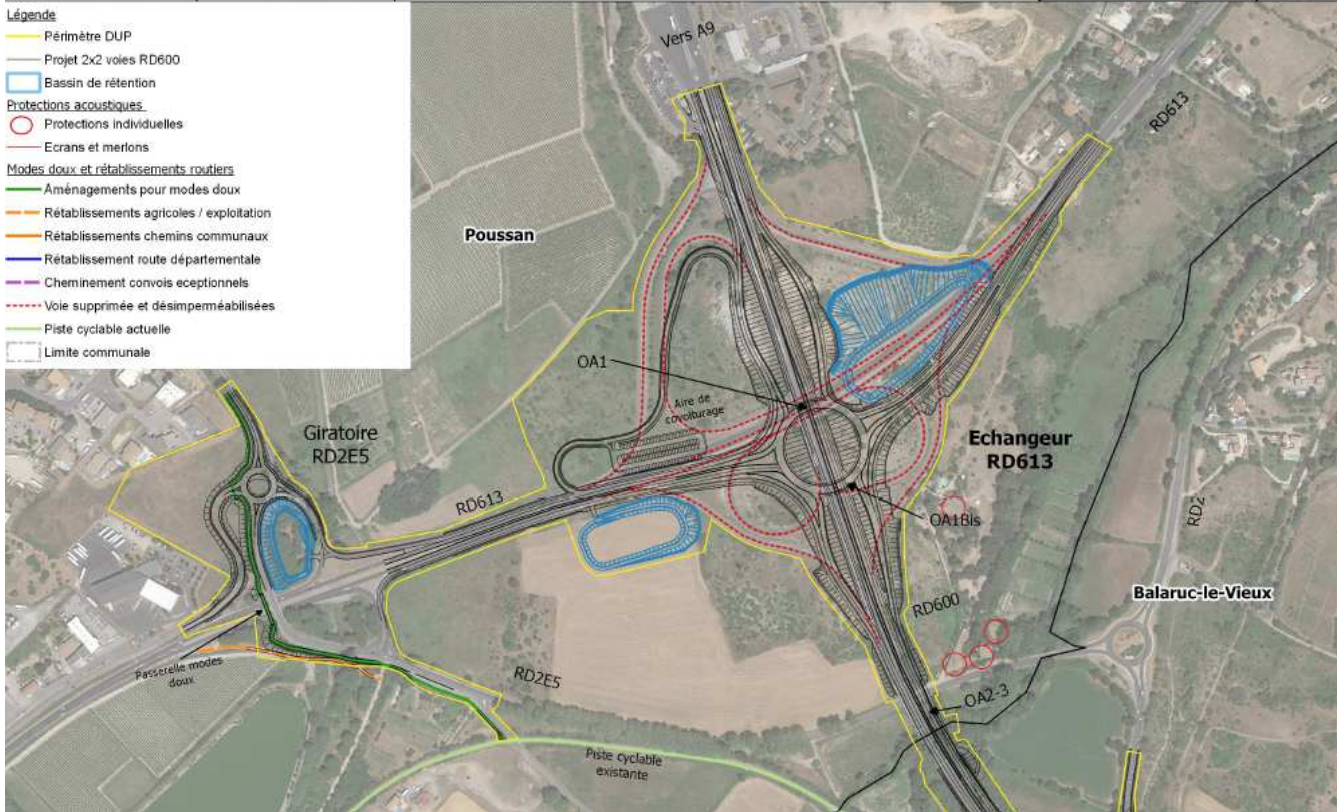 Légende
Périmètre DUP
Projet 2x2 voies RD600
Bassin de rétention
Protections acoustiques
Protections individuelles
Ecrans et merlons
Modes doux et rétablissements routiers
Aménagements pour modes doux
Rétablissements agricoles / exploitation
Rétablissements chemins communaux
Rétablissement route départementale
Cheminement convois eceptionnels
Voie supprimée et désimperméabilisées
Piste cyclable actuelle
Limite communale
Vers A9
RD613
Poussan
OA1
Aire de
covoiturage
Giratoire
RD2E5
Echangeur
RD613
RD613
OA1Bis
RD2
Balaruc-le-Vieux
RD600
Passerelle modes
doux
RD2E5
OA2-3
Piste cyclable
existante